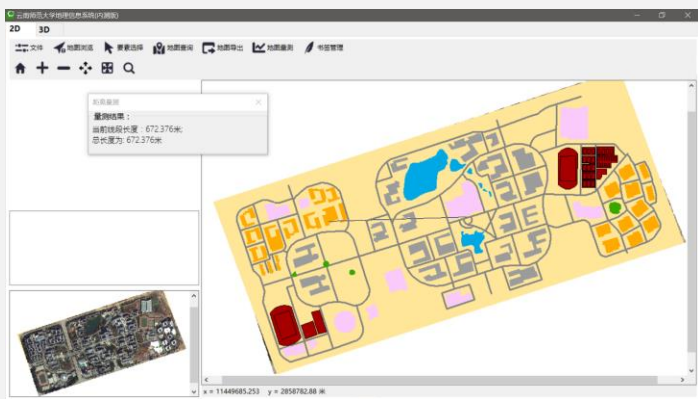 云南师范大学地理信息系统(内测版)
2D 3D
文件 地图浏览 要素选择 地图查询 地图导出 地图量测 书签管理
距离量测
量测结果：
当前线段长度：672.376米;
总长度为: 672.376米
x = 11449685.253 y = 2858782.88 米